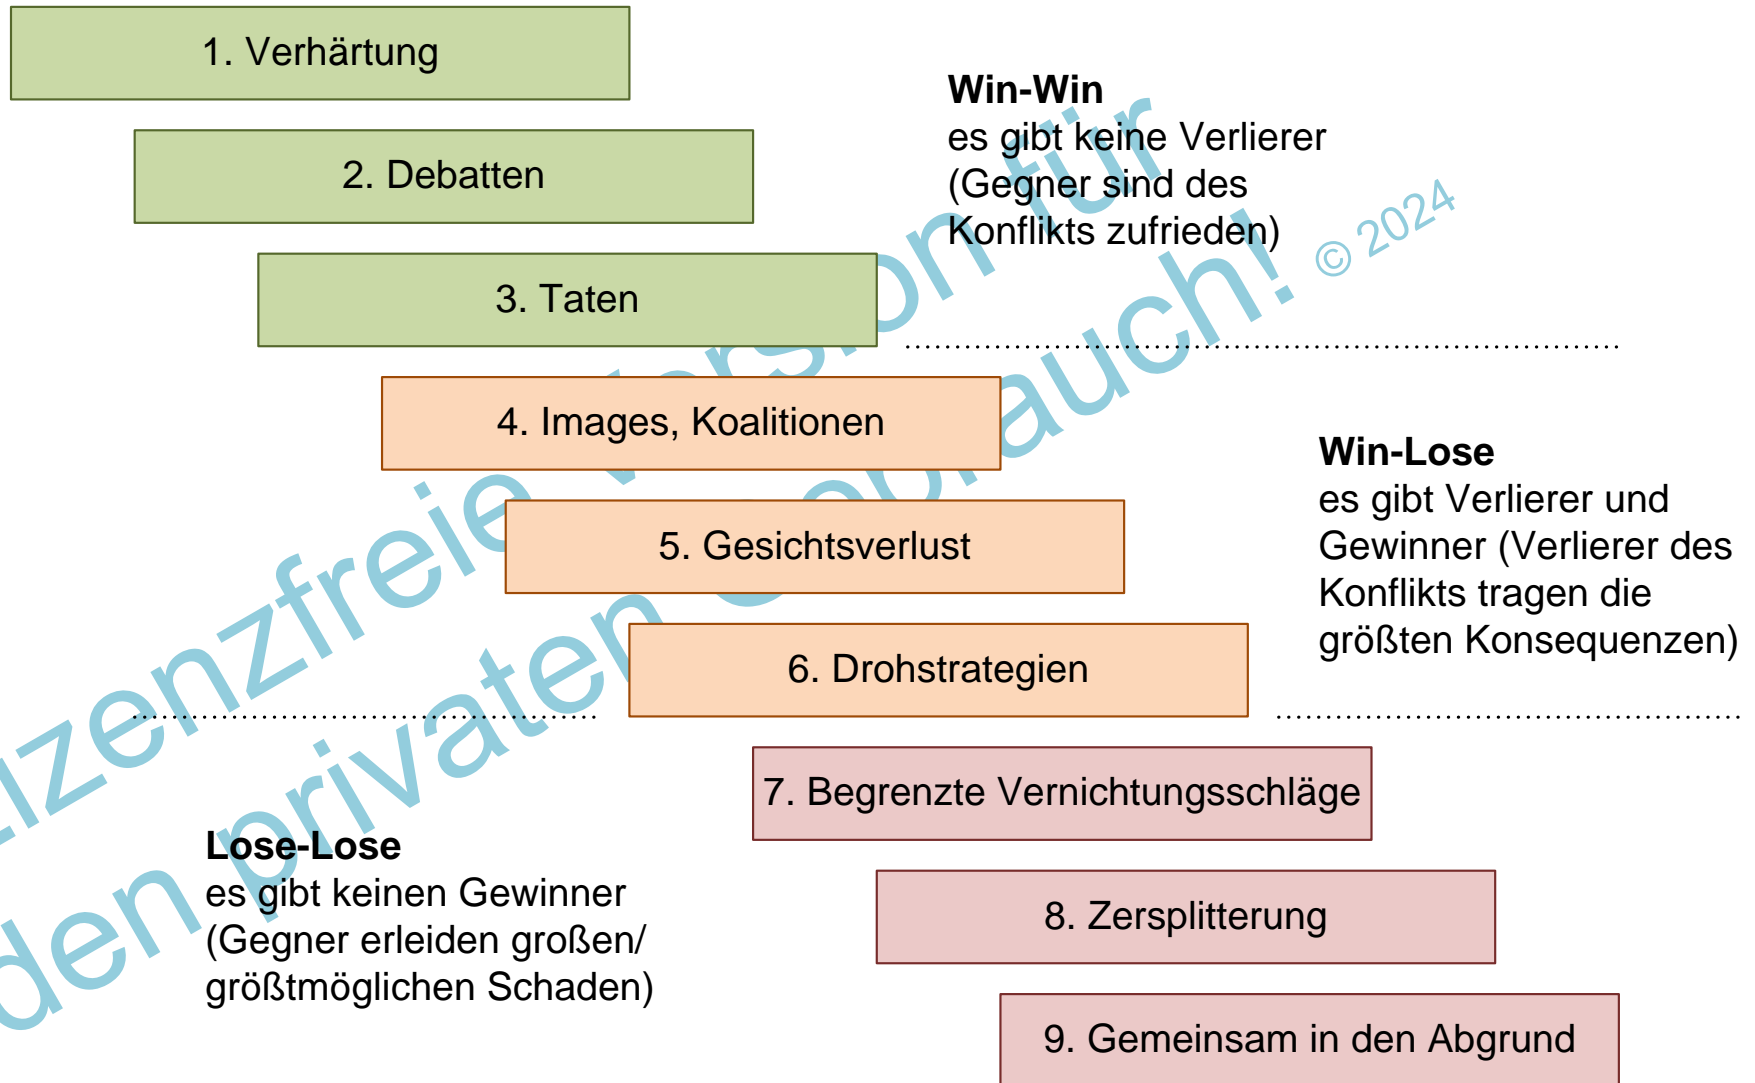 1. Verhärtung
Win-Win
es gibt keine Verlierer
(Gegner sind des
Konflikts zufrieden)
2. Debatten
3. Taten
4. Images, Koalitionen
Win-Lose
es gibt Verlierer und
Gewinner (Verlierer des
Konflikts tragen die
größten Konsequenzen)
5. Gesichtsverlust
6. Drohstrategien
7. Begrenzte Vernichtungsschläge
Lose-Lose
es gibt keinen Gewinner
(Gegner erleiden großen/
größtmöglichen Schaden)
8. Zersplitterung
9. Gemeinsam in den Abgrund
Lizenzfreie Version für
den privaten Gebrauch! © 2024